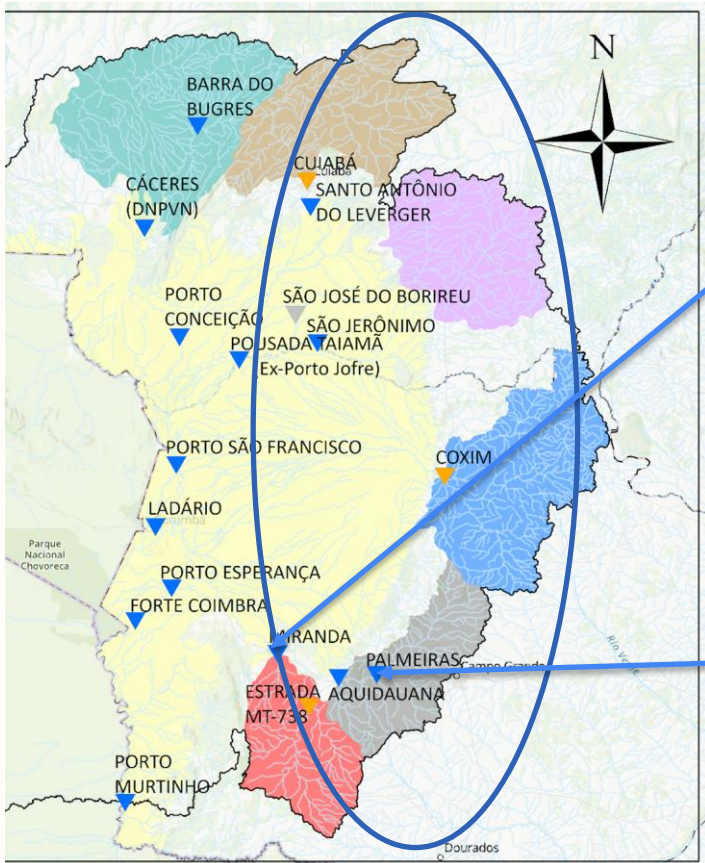 N
BARRA DO
BUGRES
CUIABÁ
Cuiabá
CÁCERES
(DNPVN)
SANTO ANTÔNIO
DO LEVERGER
PORTO
CONCEIÇÃO
SÃO JOSÉ DO BORIREU
SÃO JERÔNIMO
POUSADA TAIAMÃ
(Ex-Porto Jofre)
PORTO SÃO FRANCISCO
COXIM
LADÁRIO
Parque
Nacional
Chovoreca
PORTO ESPERANÇA
FORTE COIMBRA
MIRANDA
PALMEIRAS
Campo Grande
AQUIDAUANA
ESTRADA
MT-738
Rio Verde
PORTO
MURTINHO
Dourados